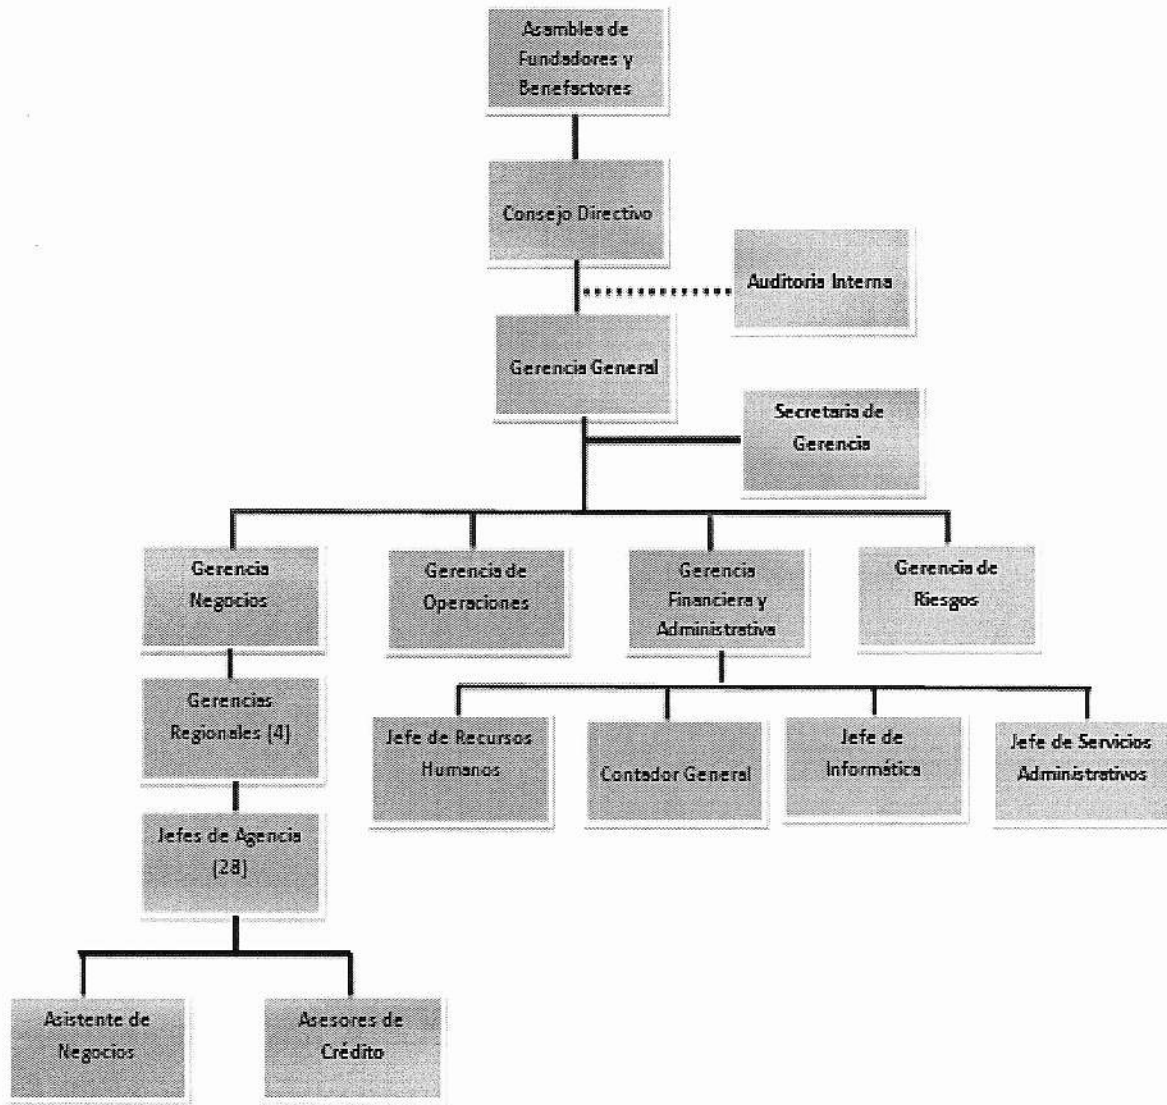 Asamblea de
Fundadores y
Benefactores
Consejo Directivo
Auditoria Interna
Gerencia General
Secretaria de
Gerencia
Gerencia
Negocios
Gerencia de
Operaciones
Gerencia
Financiera y
Administrativa
Gerencia de
Riesgos
Gerencias
Regionales (4)
Jefe de Recursos
Humanos
Contador General
Jefe de
Informática
Jefe de Servicios
Administrativos
Jefes de Agencia
(28)
Asistente de
Negocios
Asesores de
Crédito